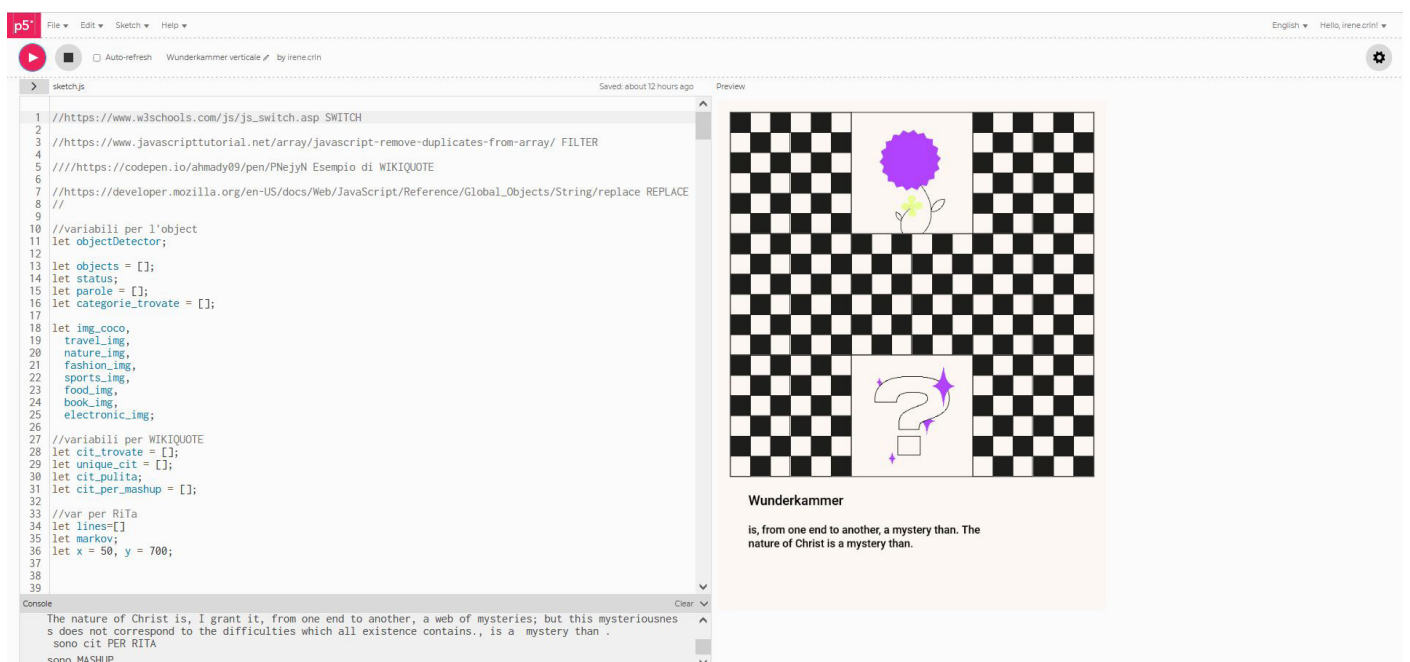 p5* File Edit Sketch Help English Hello, irene.crin!
Auto-refresh Wunderkammer verticale by irene.crin
sketch.js Saved: about 12 hours ago Preview
1 //https://www.w3schools.com/js/js_switch.asp SWITCH
2
3 //https://www.javascripttutorial.net/array/javascript-remove-duplicates-from-array/ FILTER
4
5 ////https://codepen.io/ahmady09/pen/PNejyN Esempio di WIKIQUOTE
6
7 //https://developer.mozilla.org/en-US/docs/Web/JavaScript/Reference/Global_Objects/String/replace REPLACE
8 //
9
10 //variabili per l'object
11 let objectDetector;
12
13 let objects = [];
14 let status;
15 let parole = [];
16 let categorie_trovate = [];
17
18 let img_coco,
19 travel_img,
20 nature_img,
21 fashion_img,
22 sports_img,
23 food_img,
24 book_img,
25 electronic_img;
26
27 //variabili per WIKIQUOTE
28 let cit_trovate = [];
29 let unique_cit = [];
30 let cit_pulita;
31 let cit_per_mashup = [];
32
33 //var per RiTa
34 let lines=[]
35 let markov;
36 let x = 50, y = 700;
37
38
39
Console Clear
The nature of Christ is, I grant it, from one end to another, a web of mysteries; but this mysteriousnes
s does not correspond to the difficulties which all existence contains., is a mystery than .
sono cit PER RITA
sono MASHUP
?
Wunderkammer
is, from one end to another, a mystery than. The
nature of Christ is a mystery than.